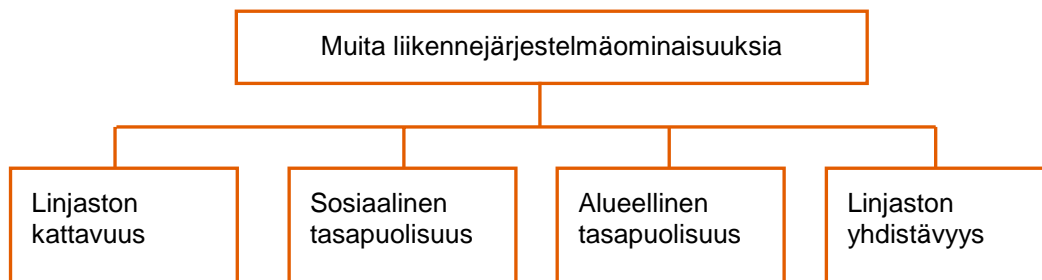 Muita liikennejärjestelmäominaisuuksia
Linjaston
kattavuus
Sosiaalinen
tasapuolisuus
Alueellinen
tasapuolisuus
Linjaston
yhdistävyys